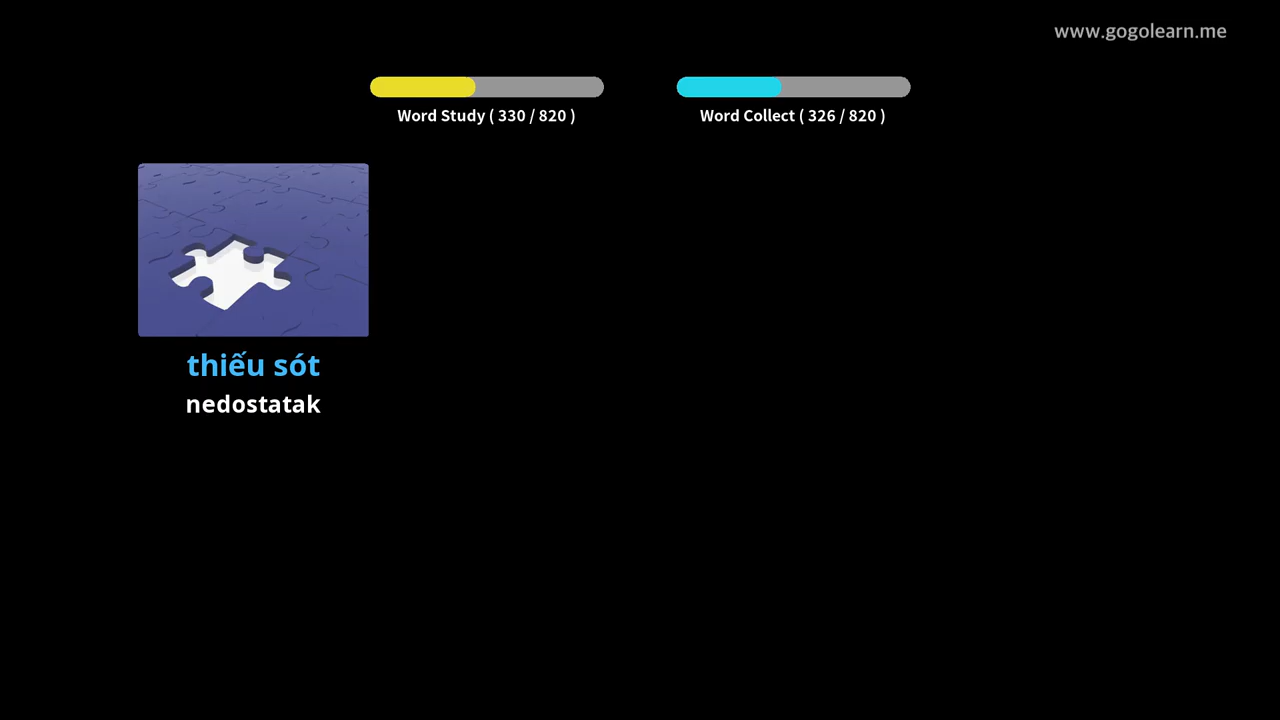 www.gogolearn.me
Word Study ( 330 / 820 )
Word Collect ( 326 / 820 )
thiếu sót
nedostatak